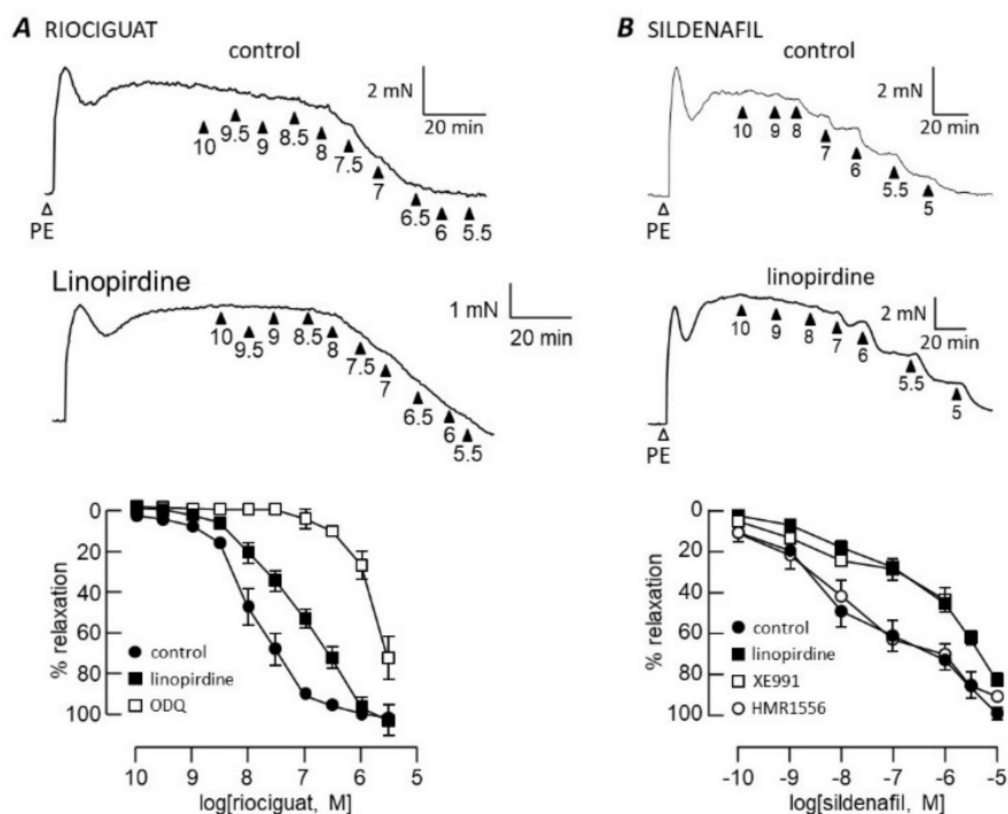 A RIOCIGUAT
control
2 mN
20 min
10
9.5
9
8.5
8
7.5
7
6.5
6
5.5
PE
Linopirdine
1 mN
20 min
10
9.5
9
8.5
8
7.5
7
6.5
6
5.5
0
20
40
60
80
100
% relaxation
control
linopirdine
ODQ
10 9 8 7 6 5
log[riociguat, M]
B SILDENAFIL
control
2 mN
20 min
10
9
8
7
6
5.5
5
PE
linopirdine
2 mN
20 min
10
9
8
7
6
5.5
5
PE
0
20
40
60
80
100
% relaxation
control
linopirdine
XE991
HMR1556
-10 -9 -8 -7 -6 -5
log[sildenafil, M]